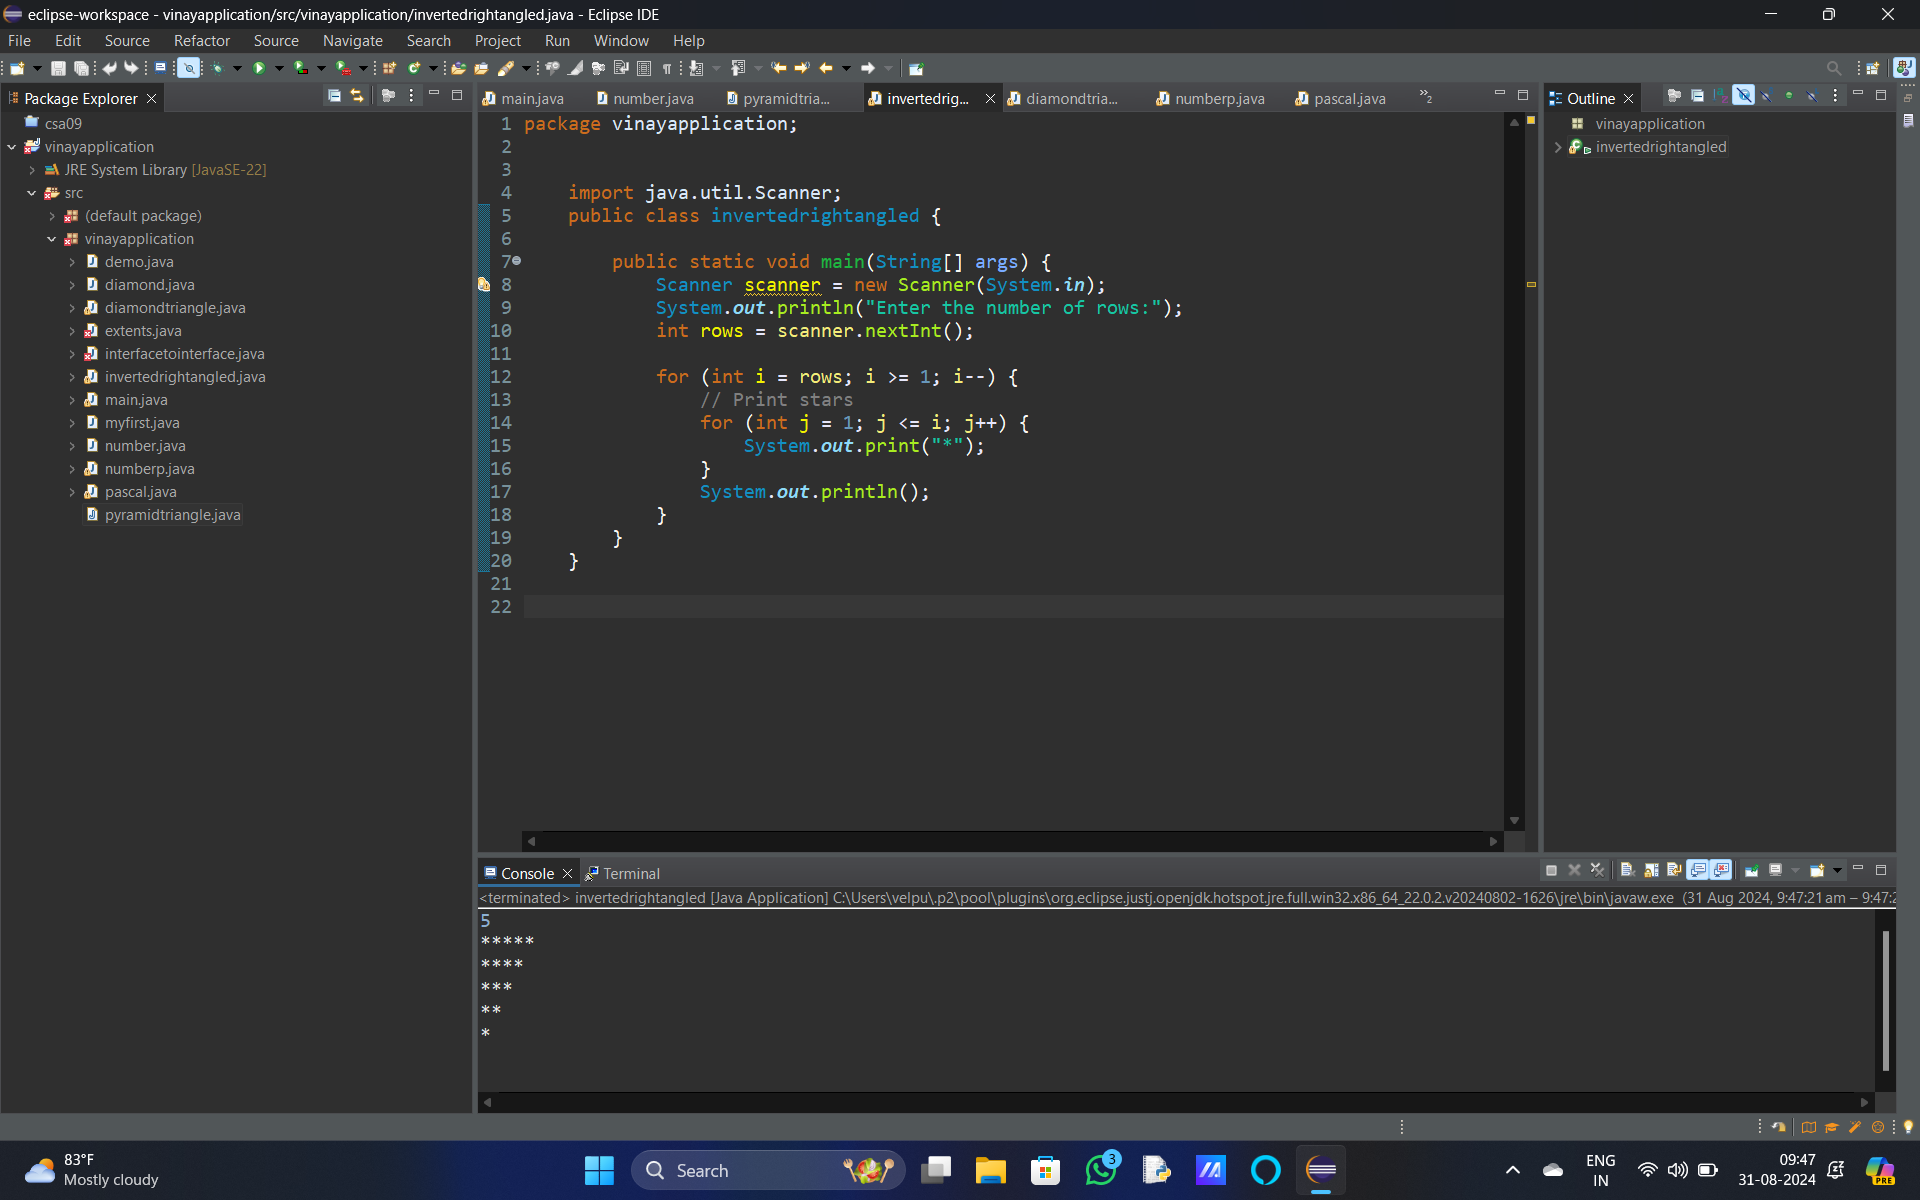 eclipse-workspace - vinayapplication/src/vinayapplication/invertedrightangled.java - Eclipse IDE
File Edit Source Refactor Source Navigate Search Project Run Window Help
Package Explorer
csa09
vinayapplication
JRE System Library [JavaSE-22]
src
(default package)
vinayapplication
demo.java
diamond.java
diamondtriangle.java
extents.java
interfacetointerface.java
invertedrightangled.java
main.java
myfirst.java
number.java
numberp.java
pascal.java
pyramidtriangle.java
main.java number.java pyramidtria... invertedrig... diamondtria... numberp.java pascal.java »2
1 package vinayapplication;
2
3
4 import java.util.Scanner;
5 public class invertedrightangled {
6
7 public static void main(String[] args) {
8 Scanner scanner = new Scanner(System.in);
9 System.out.println("Enter the number of rows:");
10 int rows = scanner.nextInt();
11
12 for (int i = rows; i >= 1; i--) {
13 // Print stars
14 for (int j = 1; j <= i; j++) {
15 System.out.print("*");
16 }
17 System.out.println();
18 }
19 }
20 }
21
22
Outline
vinayapplication
invertedrightangled
Console Terminal
<terminated> invertedrightangled [Java Application] C:\Users\velpu\.p2\pool\plugins\org.eclipse.justj.openjdk.hotspot.jre.full.win32.x86_64_22.0.2.v20240802-1626\jre\bin\javaw.exe (31 Aug 2024, 9:47:21 am – 9:47:2
5
*****
****
***
**
*
83°F
Mostly cloudy
Search
3
ENG
IN
09:47
31-08-2024
PRE